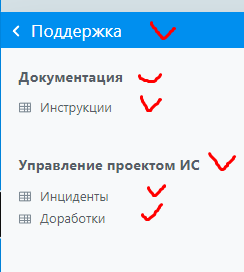 Поддержка
Документация
Инструкции
Управление проектом ИС
Инциденты
Доработки